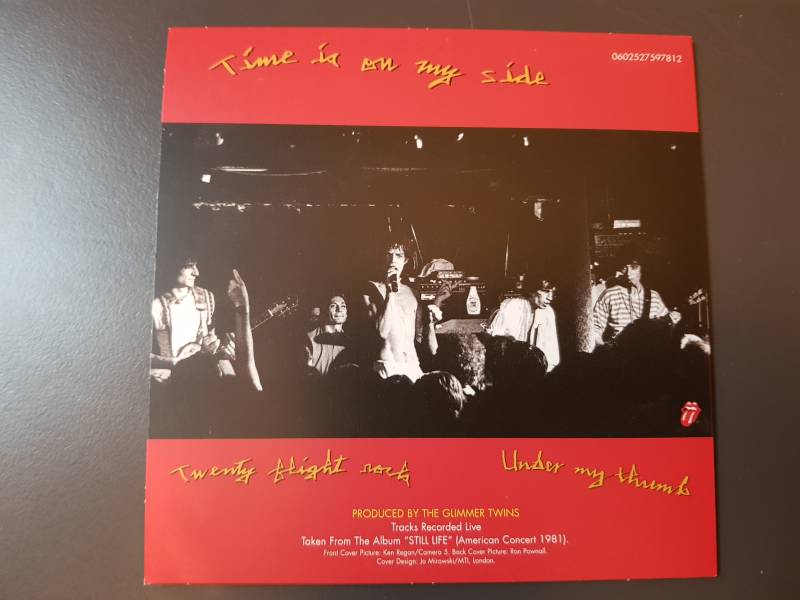 Time is on my side
0602527597812
Twenty flight rock
Under my thumb
PRODUCED BY THE GLIMMER TWINS
Tracks Recorded Live
Taken From The Album "STILL LIFE" (American Concert 1981).
Front Cover Picture: Ken Regan/Camera 5. Back Cover Picture: Ron Pownall.
Cover Design: Jo Mirowski/MTI, London.